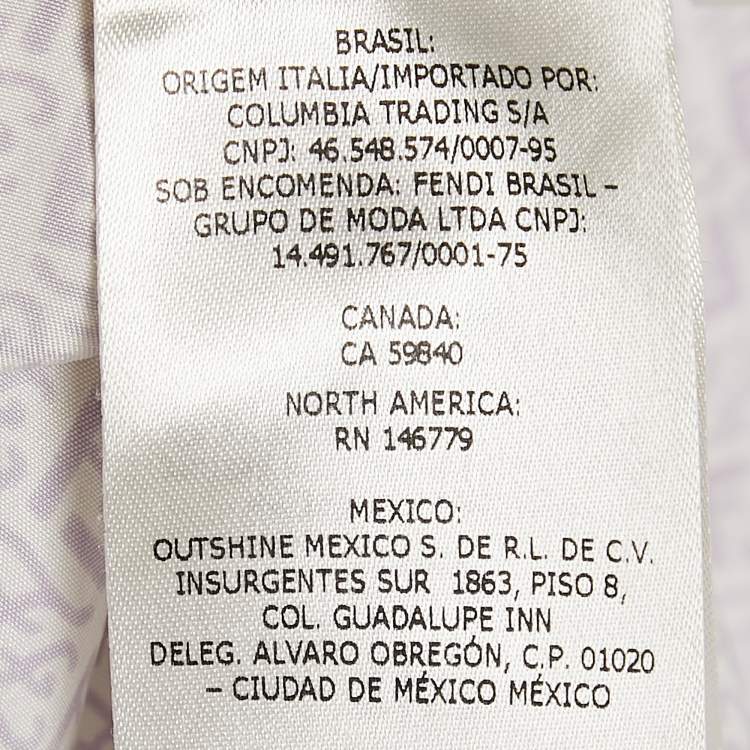 BRASIL:
ORIGEM ITALIA/IMPORTADO POR:
COLUMBIA TRADING S/A
CNPJ: 46.548.574/0007-95
SOB ENCOMENDA: FENDI BRASIL –
GRUPO DE MODA LTDA CNPJ:
14.491.767/0001-75
CANADA:
CA 59840
NORTH AMERICA:
RN 146779
MEXICO:
OUTSHINE MEXICO S. DE R.L. DE C.V.
INSURGENTES SUR 1863, PISO 8,
COL. GUADALUPE INN
DELEG. ALVARO OBREGÓN, C.P. 01020
– CIUDAD DE MÉXICO MÉXICO